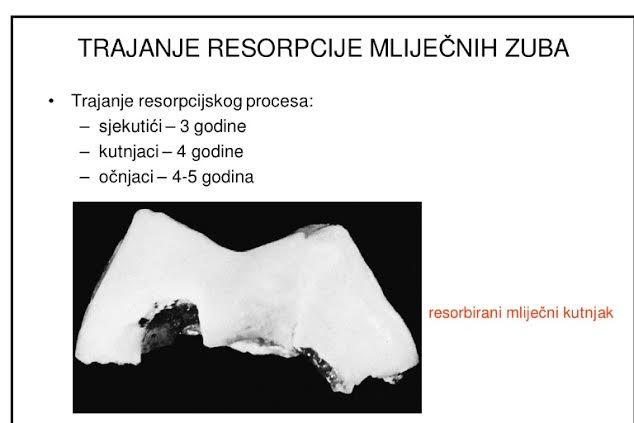 TRAJANJE RESORPCIJE MLIJEČNIH ZUBA
• Trajanje resorpcijskog procesa:
– sjekutići – 3 godine
– kutnjaci – 4 godine
– očnjaci – 4-5 godina
resorbirani mliječni kutnjak